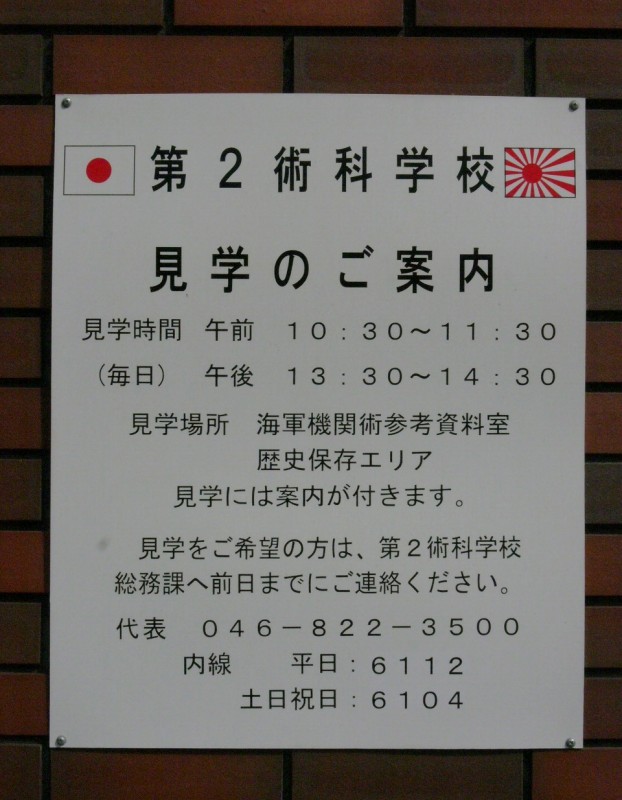 第２術科学校
見学のご案内
見学時間　午前　１０：３０～１１：３０
（毎日）　午後　１３：３０～１４：３０
見学場所　海軍機関術参考資料室
歴史保存エリア
見学には案内が付きます。
見学をご希望の方は、第２術科学校
総務課へ前日までにご連絡ください。
代表　０４６－８２２－３５００
内線　　平日：６１１２
土日祝日：６１０４